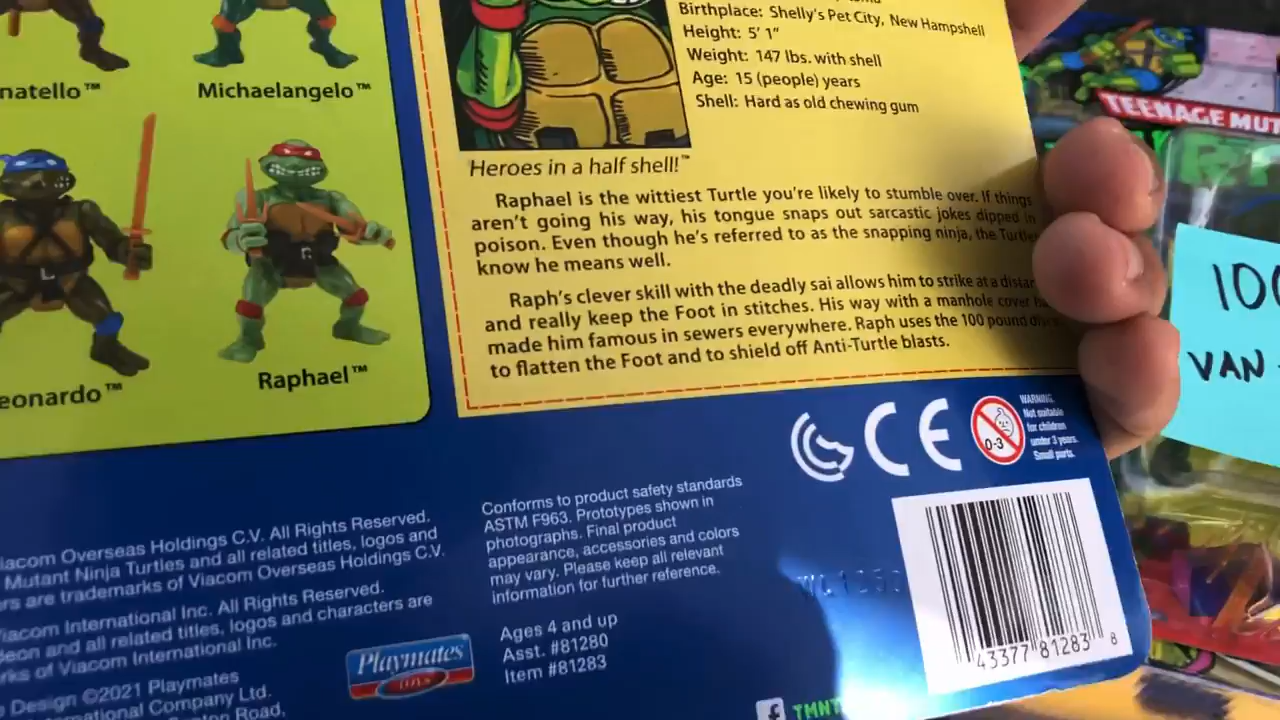 natello™
Michaelangelo™
eonardo™
Raphael™
Birthplace: Shelly's Pet City, New Hampshell
Height: 5' 1"
Weight: 147 lbs. with shell
Age: 15 (people) years
Shell: Hard as old chewing gum
Heroes in a half shell!™
Raphael is the wittiest Turtle you're likely to stumble over. If things
aren't going his way, his tongue snaps out sarcastic jokes dipped in
poison. Even though he's referred to as the snapping ninja, the Turtles
know he means well.
Raph's clever skill with the deadly sai allows him to strike at a distan
and really keep the Foot in stitches. His way with a manhole cover
made him famous in sewers everywhere. Raph uses the 100 pound
to flatten the Foot and to shield off Anti-Turtle blasts.
CE
0-3
WARNING.
Not suitable
for children
under 3 years.
Small parts.
iacom Overseas Holdings C.V. All Rights Reserved.
Mutant Ninja Turtles and all related titles, logos and
rs are trademarks of Viacom Overseas Holdings C.V.
iacom International Inc. All Rights Reserved.
deon and all related titles, logos and characters are
rks of Viacom International Inc.
Design ©2021 Playmates
International Company Ltd.
Road,
Playmates
TOYS
Conforms to product safety standards
ASTM F963. Prototypes shown in
photographs. Final product
appearance, accessories and colors
may vary. Please keep all relevant
information for further reference.
Ages 4 and up
Asst. #81280
Item #81283
43377 81283 8
f TMNT
TEENAGE MUT
100
VAN